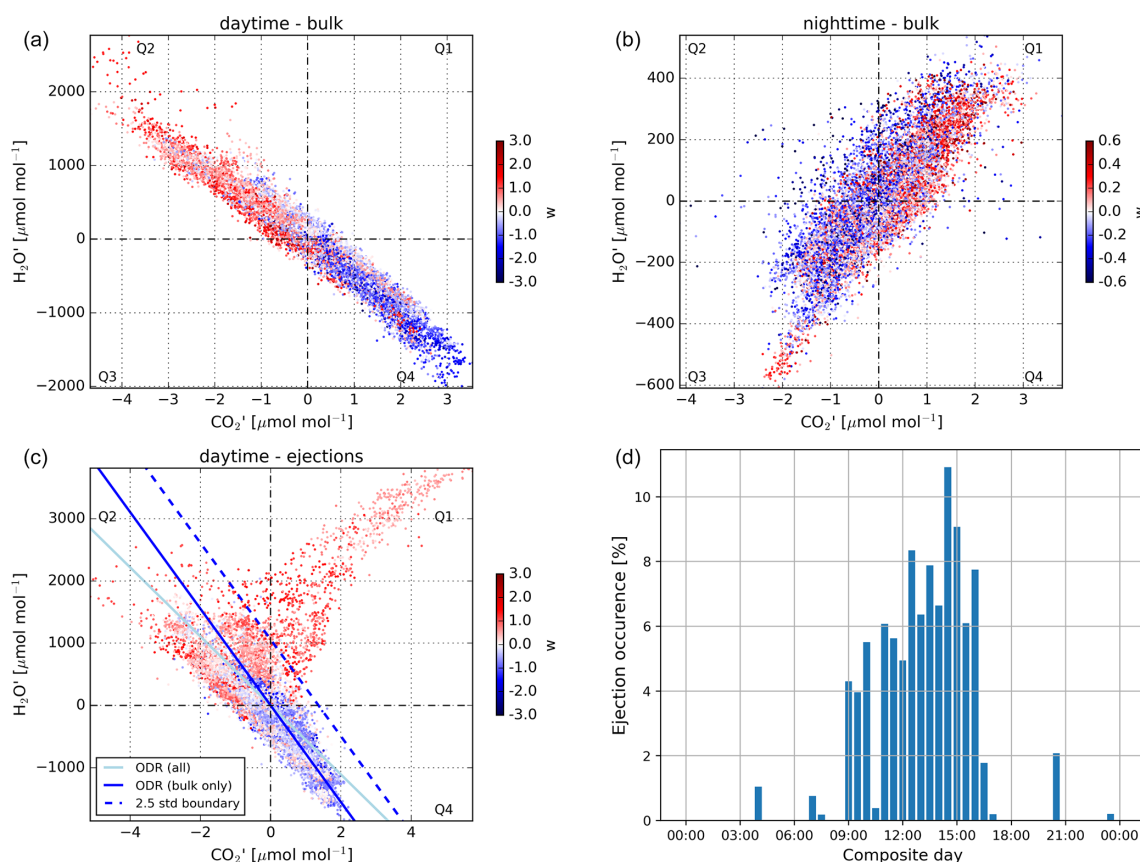 (a)
daytime - bulk
Q2
Q1
2000
1000
0
−1000
−2000
H₂O' [μmol mol⁻¹]
Q3
Q4
−4 −3 −2 −1 0 1 2 3
CO₂' [μmol mol⁻¹]
3.0
2.0
1.0
0.0
-1.0
-2.0
-3.0
w
(b)
nighttime - bulk
Q2
Q1
400
200
0
−200
−400
−600
H₂O' [μmol mol⁻¹]
Q3
Q4
−4 −3 −2 −1 0 1 2 3
CO₂' [μmol mol⁻¹]
0.6
0.4
0.2
0.0
-0.2
-0.4
-0.6
w
(c)
daytime - ejections
Q2
Q1
3000
2000
1000
0
−1000
H₂O' [μmol mol⁻¹]
ODR (all)
ODR (bulk only)
2.5 std boundary
Q4
−4 −2 0 2 4
CO₂' [μmol mol⁻¹]
3.0
2.0
1.0
0.0
-1.0
-2.0
-3.0
w
(d)
10
8
6
4
2
0
Ejection occurence [%]
00:00 03:00 06:00 09:00 12:00 15:00 18:00 21:00 00:00
Composite day